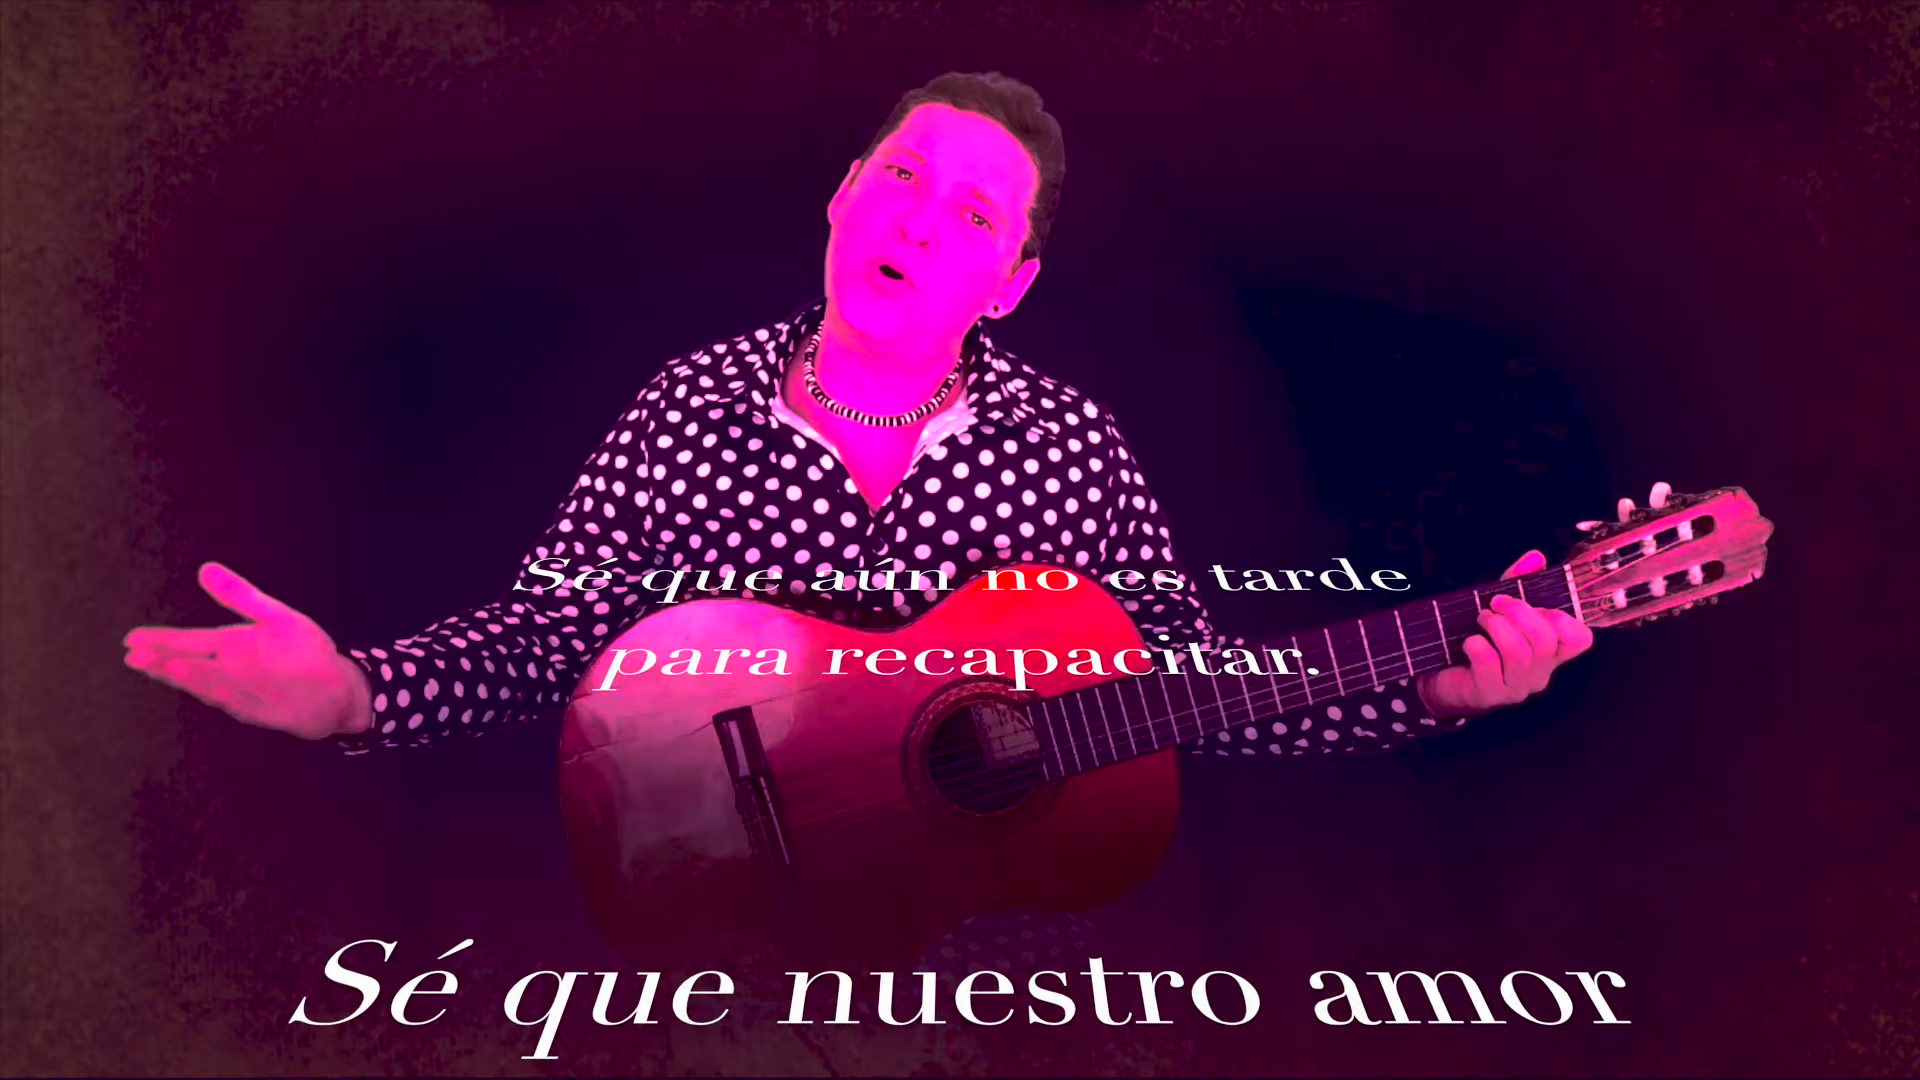 Sé que aún no es tarde
para recapacitar.
Sé que nuestro amor